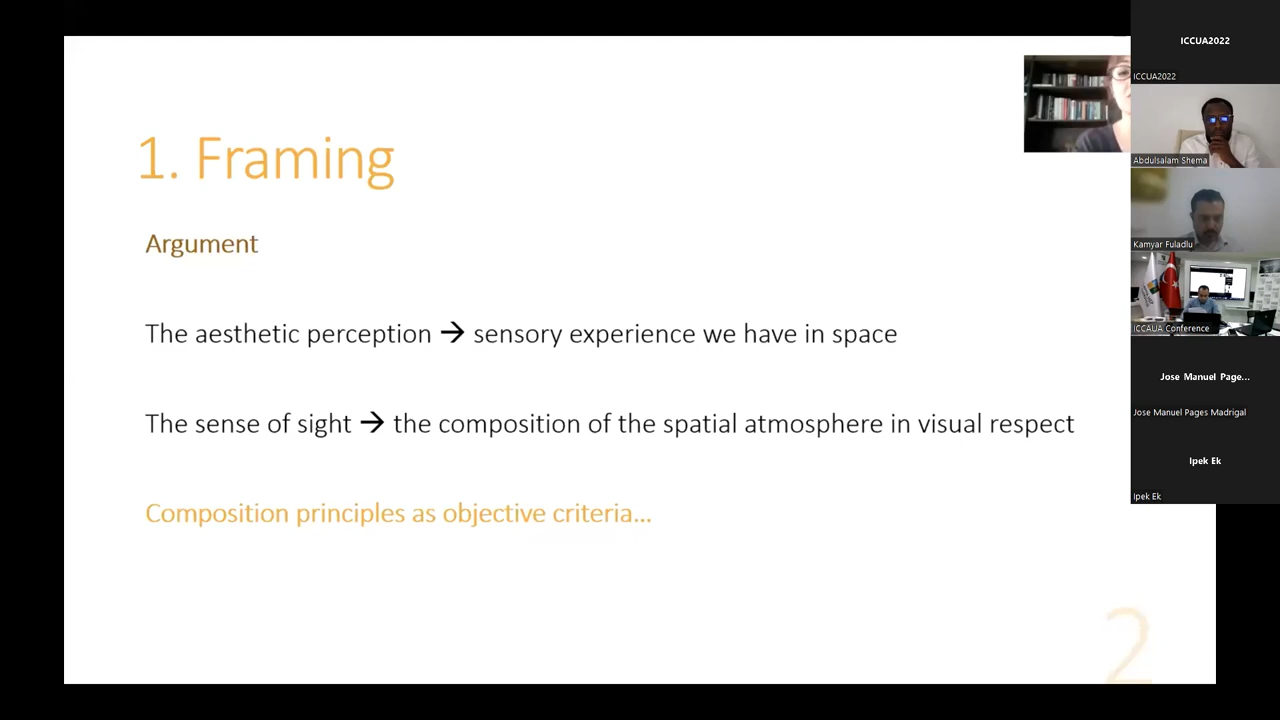 1. Framing
Argument
The aesthetic perception → sensory experience we have in space
The sense of sight → the composition of the spatial atmosphere in visual respect
Composition principles as objective criteria...
2
ICCUA2022
ICCUA2022
Abdulsalam Shema
Kamyar Fuladlu
ICCAUA Conference
Jose Manuel Page...
Jose Manuel Pages Madrigal
Ipek Ek
Ipek Ek